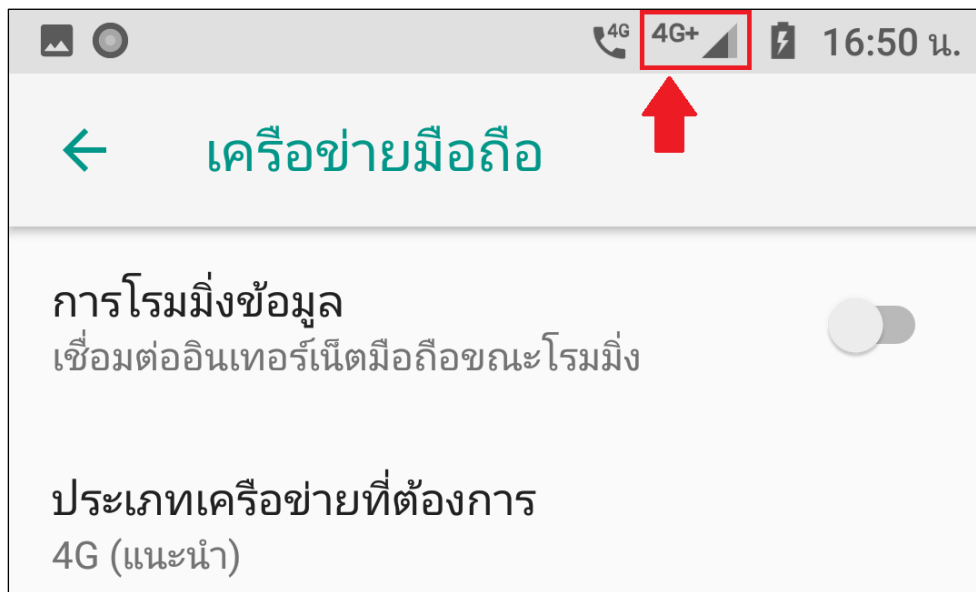 4G 4G+ 16:50 น.
เครือข่ายมือถือ
การโรมมิ่งข้อมูล
เชื่อมต่ออินเทอร์เน็ตมือถือขณะโรมมิ่ง
ประเภทเครือข่ายที่ต้องการ
4G (แนะนำ)